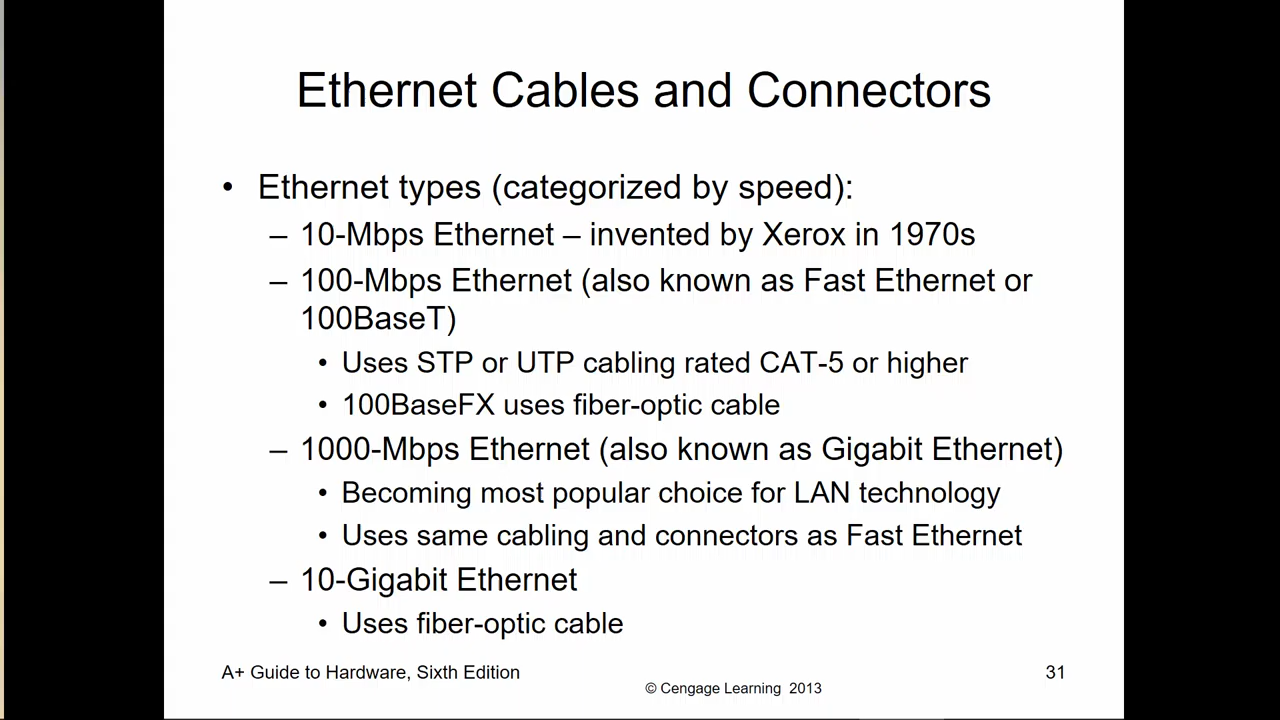 Ethernet Cables and Connectors
• Ethernet types (categorized by speed):
– 10-Mbps Ethernet – invented by Xerox in 1970s
– 100-Mbps Ethernet (also known as Fast Ethernet or
100BaseT)
• Uses STP or UTP cabling rated CAT-5 or higher
• 100BaseFX uses fiber-optic cable
– 1000-Mbps Ethernet (also known as Gigabit Ethernet)
• Becoming most popular choice for LAN technology
• Uses same cabling and connectors as Fast Ethernet
– 10-Gigabit Ethernet
• Uses fiber-optic cable
A+ Guide to Hardware, Sixth Edition
© Cengage Learning 2013
31